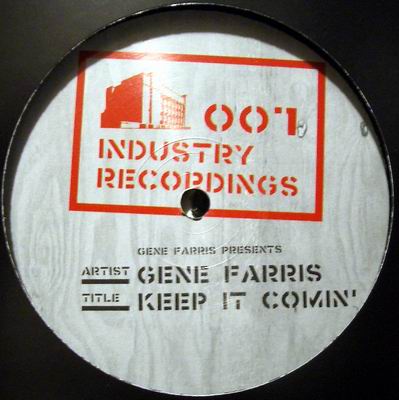 001
INDUSTRY
RECORDINGS
GENE FARRIS PRESENTS
ARTIST GENE FARRIS
TITLE KEEP IT COMIN'